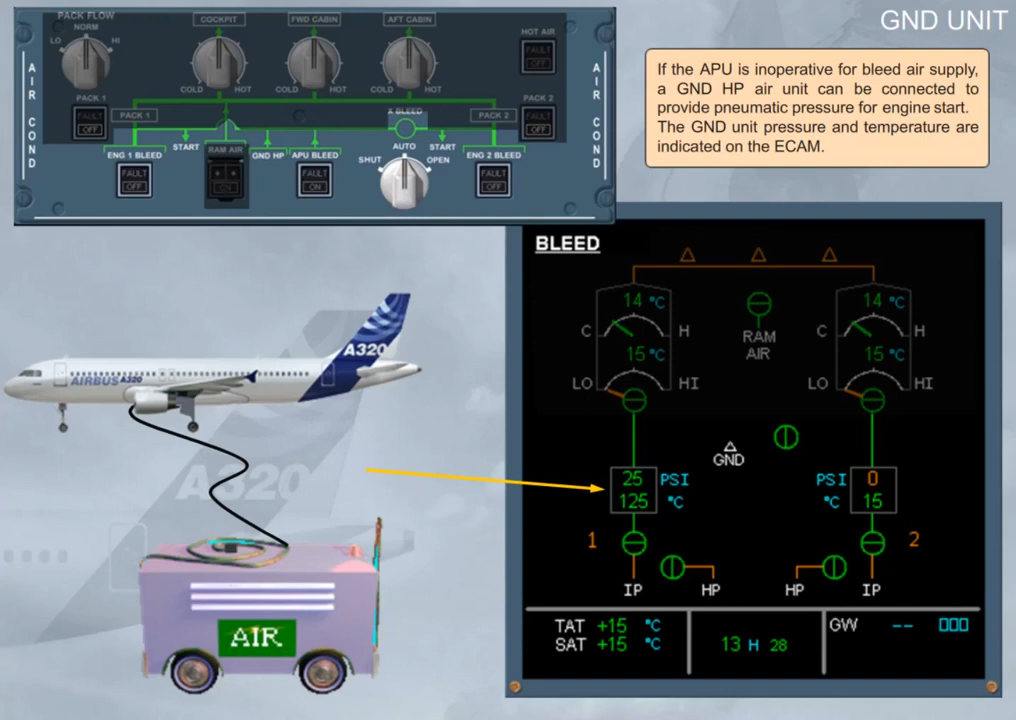 GND UNIT
If the APU is inoperative for bleed air supply,
a GND HP air unit can be connected to
provide pneumatic pressure for engine start.
The GND unit pressure and temperature are
indicated on the ECAM.
PACK FLOW
NORM
LO HI
COCKPIT
FWD CABIN
AFT CABIN
HOT AIR
FAULT
OFF
COLD HOT COLD HOT COLD HOT
AIR COND
AIR COND
PACK 1
FAULT
OFF
PACK 1
X BLEED
PACK 2
PACK 2
FAULT
OFF
START
AUTO
START
ENG 1 BLEED
RAM AIR
GND HP
APU BLEED
SHUT
OPEN
ENG 2 BLEED
FAULT
OFF
ON
FAULT
ON
FAULT
OFF
A320
AIRBUS A320
A320
AIR
BLEED
14 °C 14 °C
C H C H
RAM
AIR
15 °C 15 °C
LO HI LO HI
GND
25 PSI PSI 0
125 °C °C 15
1 2
IP HP HP IP
TAT +15 °C GW -- 000
SAT +15 °C 13 H 28